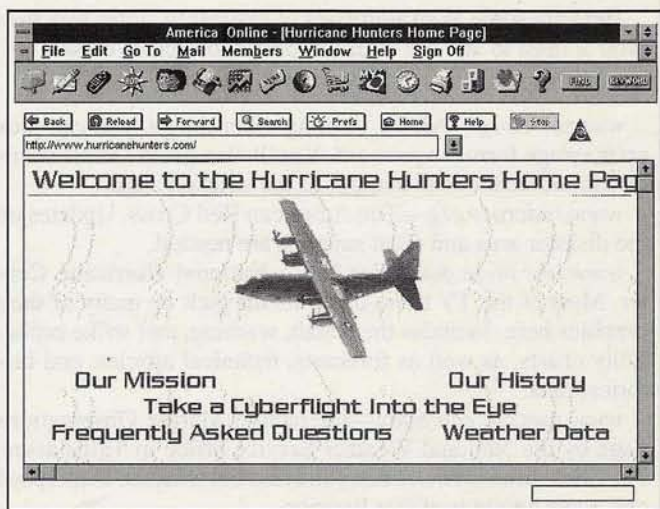 America Online - [Hurricane Hunters Home Page]
File Edit Go To Mail Members Window Help Sign Off
FIND KEYWORD
Back Reload Forward Search Prefs Home Help Stop
http://www.hurricanehunters.com/
Welcome to the Hurricane Hunters Home Pag
Our Mission Our History
Take a Cyberflight Into the Eye
Frequently Asked Questions Weather Data